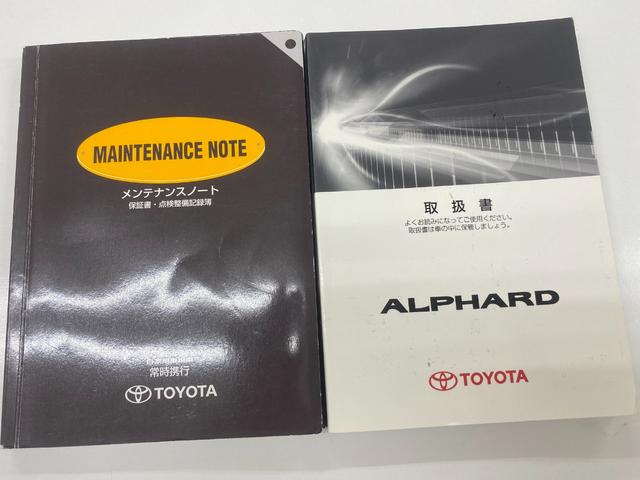 MAINTENANCE NOTE
メンテナンスノート
保証書・点検整備記録簿
常時携行
TOYOTA
取扱書
よくお読みになってご使用ください。
取扱書は車の中に保管しましょう。
ALPHARD
TOYOTA